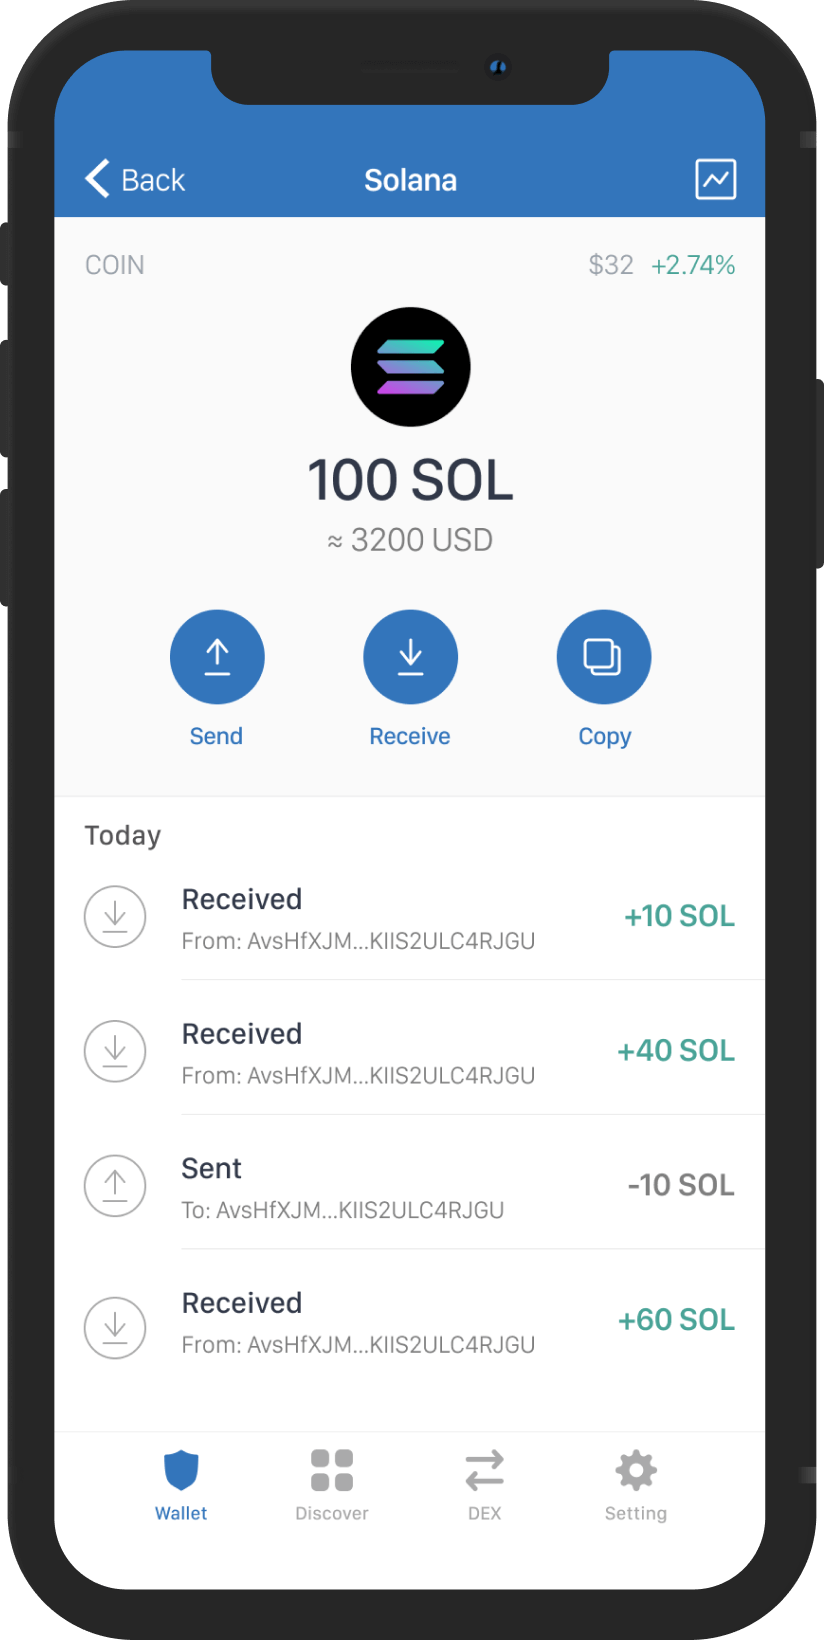 Back
Solana
COIN
$32 +2.74%
100 SOL
≈ 3200 USD
Send
Receive
Copy
Today
Received
+10 SOL
From: AvsHfXJM...KIIS2ULC4RJGU
Received
+40 SOL
From: AvsHfXJM...KIIS2ULC4RJGU
Sent
-10 SOL
To: AvsHfXJM...KIIS2ULC4RJGU
Received
+60 SOL
From: AvsHfXJM...KIIS2ULC4RJGU
Wallet
Discover
DEX
Setting